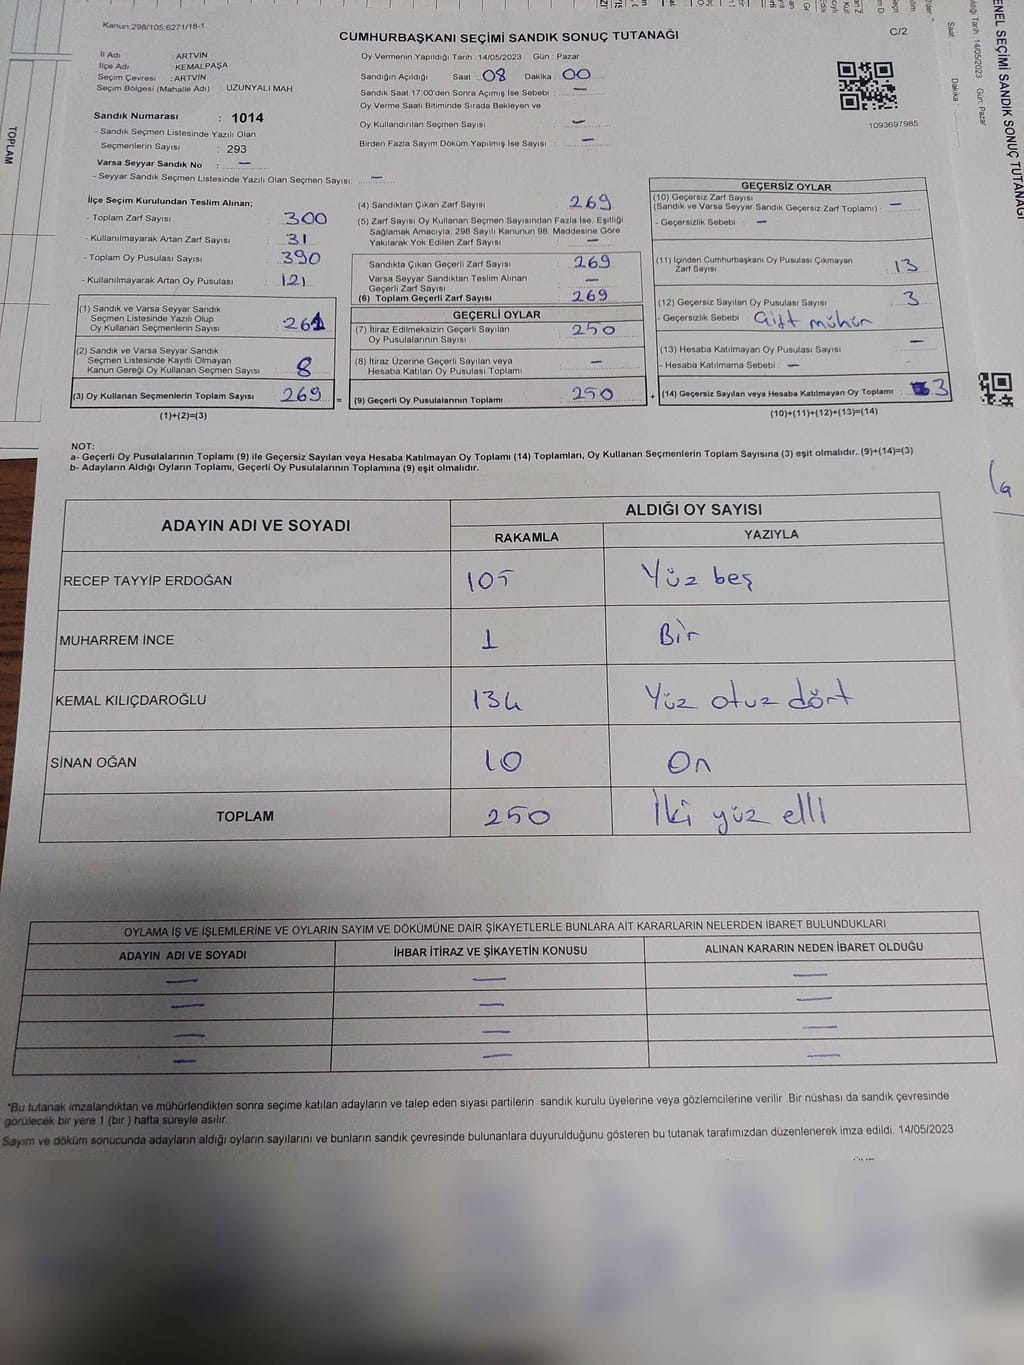 Kanun:298/105;6271/18-1
CUMHURBAŞKANI SEÇİMİ SANDIK SONUÇ TUTANAĞI
C/2
İl Adı : ARTVİN
İlçe Adı : KEMALPAŞA
Seçim Çevresi : ARTVİN
Seçim Bölgesi (Mahalle Adı) : UZUNYALI MAH.
Sandık Numarası : 1014
- Sandık Seçmen Listesinde Yazılı Olan
Seçmenlerin Sayısı : 293
Varsa Seyyar Sandık No : —
- Seyyar Sandık Seçmen Listesinde Yazılı Olan Seçmen Sayısı: —
Oy Vermenin Yapıldığı Tarih : 14/05/2023 Gün : Pazar
Sandığın Açıldığı Saat 08 Dakika 00
Sandık Saat 17:00'den Sonra Açımış İse Sebebi : —
Oy Verme Saati Bitiminde Sırada Bekleyen ve
Oy Kullandırılan Seçmen Sayısı : —
Birden Fazla Sayım Döküm Yapılmış İse Sayısı : —
1093697985
İlçe Seçim Kurulundan Teslim Alınan;
- Toplam Zarf Sayısı : 300
- Kullanılmayarak Artan Zarf Sayısı : 31
- Toplam Oy Pusulası Sayısı : 390
- Kullanılmayarak Artan Oy Pusulası : 121
(1) Sandık ve Varsa Seyyar Sandık
Seçmen Listesinde Yazılı Olup
Oy Kullanan Seçmenlerin Sayısı : 261
(2) Sandık ve Varsa Seyyar Sandık
Seçmen Listesinde Kayıtlı Olmayan
Kanun Gereği Oy Kullanan Seçmen Sayısı : 8
(3) Oy Kullanan Seçmenlerin Toplam Sayısı : 269 =
(1)+(2)=(3)
(4) Sandıktan Çıkan Zarf Sayısı : 269
(5) Zarf Sayısı Oy Kullanan Seçmen Sayısından Fazla İse, Eşitliği
Sağlamak Amacıyla; 298 Sayılı Kanunun 98. Maddesine Göre
Yakılarak Yok Edilen Zarf Sayısı : —
Sandıkta Çıkan Geçerli Zarf Sayısı : 269
Varsa Seyyar Sandıktan Teslim Alınan
Geçerli Zarf Sayısı : —
(6) Toplam Geçerli Zarf Sayısı : 269
GEÇERLİ OYLAR
(7) İtiraz Edilmeksizin Geçerli Sayılan
Oy Pusulalarının Sayısı : 250
(8) İtiraz Üzerine Geçerli Sayılan veya
Hesaba Katılan Oy Pusulası Toplamı : —
(9) Geçerli Oy Pusulalarının Toplamı : 250 +
GEÇERSİZ OYLAR
(10) Geçersiz Zarf Sayısı
(Sandık ve Varsa Seyyar Sandık Geçersiz Zarf Toplamı) : —
- Geçersizlik Sebebi : —
(11) İçinden Cumhurbaşkanı Oy Pusulası Çıkmayan
Zarf Sayısı : 13
(12) Geçersiz Sayılan Oy Pusulası Sayısı : 3
- Geçersizlik Sebebi : Çift mühür
(13) Hesaba Katılmayan Oy Pusulası Sayısı : —
- Hesaba Katılmama Sebebi : —
(14) Geçersiz Sayılan veya Hesaba Katılmayan Oy Toplamı : 3
(10)+(11)+(12)+(13)=(14)
NOT:
a- Geçerli Oy Pusulalarının Toplamı (9) ile Geçersiz Sayılan veya Hesaba Katılmayan Oy Toplamı (14) Toplamları, Oy Kullanan Seçmenlerin Toplam Sayısına (3) eşit olmalıdır. (9)+(14)=(3)
b- Adayların Aldığı Oyların Toplamı, Geçerli Oy Pusulalarının Toplamına (9) eşit olmalıdır.
ADAYIN ADI VE SOYADI
ALDIĞI OY SAYISI
RAKAMLA YAZIYLA
RECEP TAYYİP ERDOĞAN 105 Yüz beş
MUHARREM İNCE 1 Bir
KEMAL KILIÇDAROĞLU 134 Yüz otuz dört
SİNAN OĞAN 10 On
TOPLAM 250 İki yüz elli
OYLAMA İŞ VE İŞLEMLERİNE VE OYLARIN SAYIM VE DÖKÜMÜNE DAİR ŞİKAYETLERLE BUNLARA AİT KARARLARIN NELERDEN İBARET BULUNDUKLARI
ADAYIN ADI VE SOYADI İHBAR İTİRAZ VE ŞİKAYETİN KONUSU ALINAN KARARIN NEDEN İBARET OLDUĞU
— — —
— — —
— — —
— — —
"Bu tutanak imzalandıktan ve mühürlendikten sonra seçime katılan adayların ve talep eden siyasi partilerin sandık kurulu üyelerine veya gözlemcilerine verilir .Bir nüshası da sandık çevresinde
görülecek bir yere 1 (bir ) hafta süreyle asılır.
Sayım ve döküm sonucunda adayların aldığı oyların sayılarını ve bunların sandık çevresinde bulunanlara duyurulduğunu gösteren bu tutanak tarafımızdan düzenlenerek imza edildi. 14/05/2023
TOPLAM
ENEL SEÇİMİ SANDIK SONUÇ TUTANAĞI
Tarih :14/05/2023 Gün: Pazar
Saat:
Dakika :